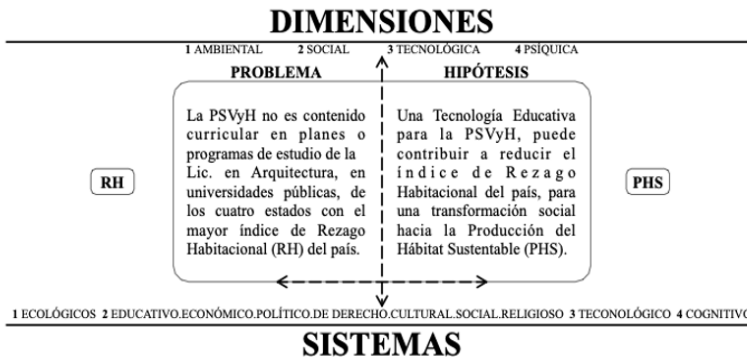 DIMENSIONES
1 AMBIENTAL 2 SOCIAL 3 TECNOLÓGICA 4 PSÍQUICA
PROBLEMA
La PSVyH no es contenido
curricular en planes o
programas de estudio de la
Lic. en Arquitectura, en
universidades públicas, de
los cuatro estados con el
mayor índice de Rezago
Habitacional (RH) del país.
HIPÓTESIS
Una Tecnología Educativa
para la PSVyH, puede
contribuir a reducir el
índice de Rezago
Habitacional del país, para
una transformación social
hacia la Producción del
Hábitat Sustentable (PHS).
RH
PHS
1 ECOLÓGICOS 2 EDUCATIVO.ECONÓMICO.POLÍTICO.DE DERECHO.CULTURAL.SOCIAL.RELIGIOSO 3 TECONOLÓGICO 4 COGNITIVO
SISTEMAS